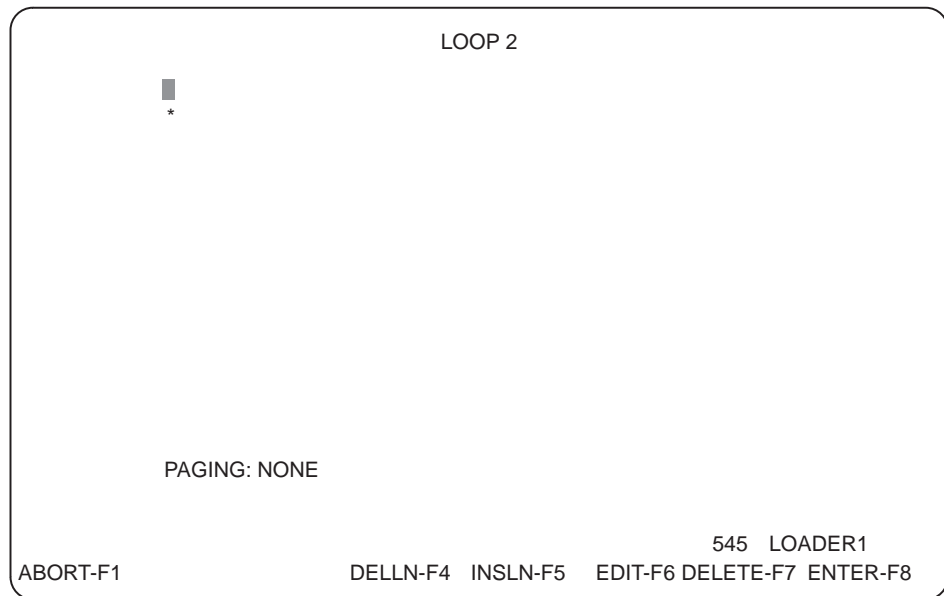 LOOP 2
*
PAGING: NONE
545 LOADER1
ABORT-F1 DELLN-F4 INSLN-F5 EDIT-F6 DELETE-F7 ENTER-F8